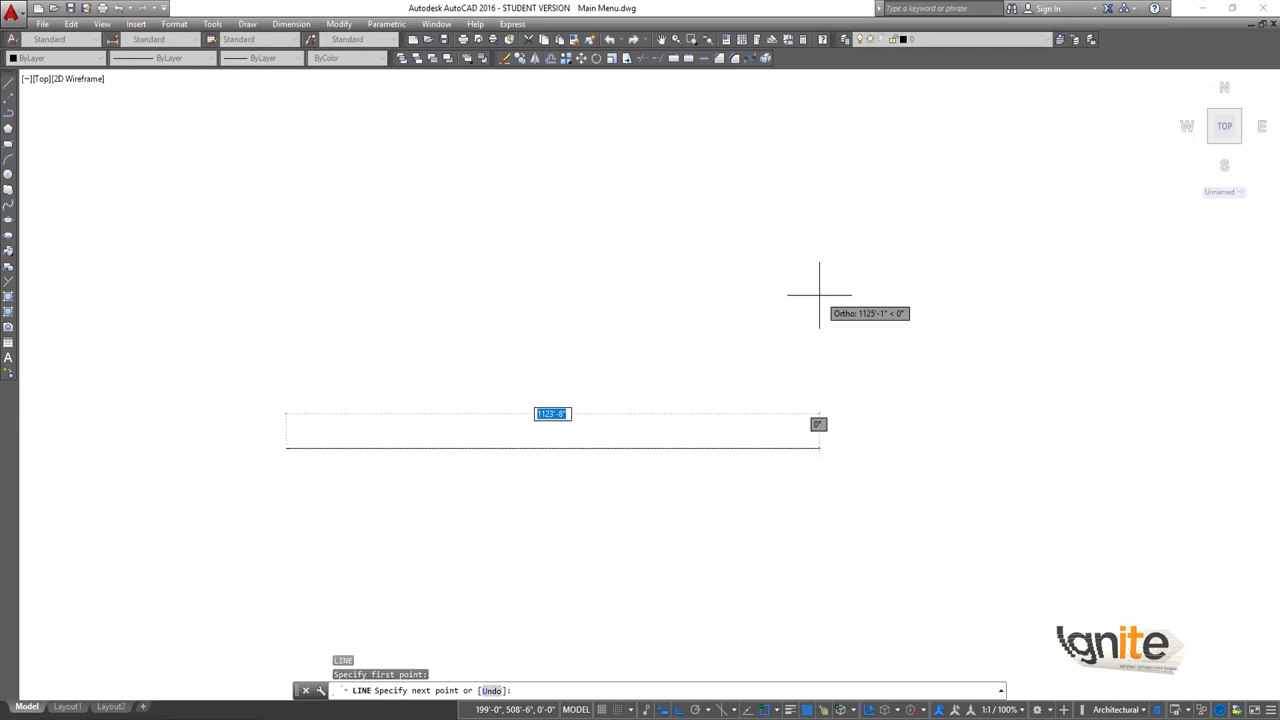 Autodesk AutoCAD 2016 - STUDENT VERSION Main Menu.dwg
Type a keyword or phrase
Sign In
File Edit View Insert Format Tools Draw Dimension Modify Parametric Window Help Express
Standard Standard Standard Standard 0
ByLayer ByLayer ByLayer ByColor
[−][Top][2D Wireframe]
N
W TOP E
S
Unnamed
Ortho: 1125'-1" < 0°
1123'-8"
0°
Ignite
LINE
Specify first point:
LINE Specify next point or [Undo]:
Model Layout1 Layout2 +
199'-0", 508'-6", 0'-0" MODEL 1:1 / 100% Architectural